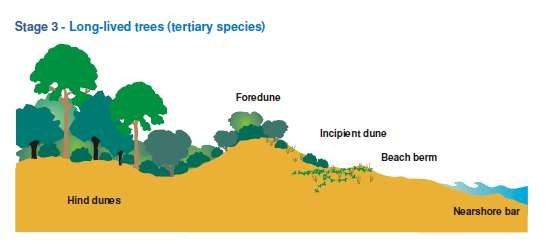 Stage 3 - Long-lived trees (tertiary species)
Foredune
Incipient dune
Beach berm
Hind dunes
Nearshore bar